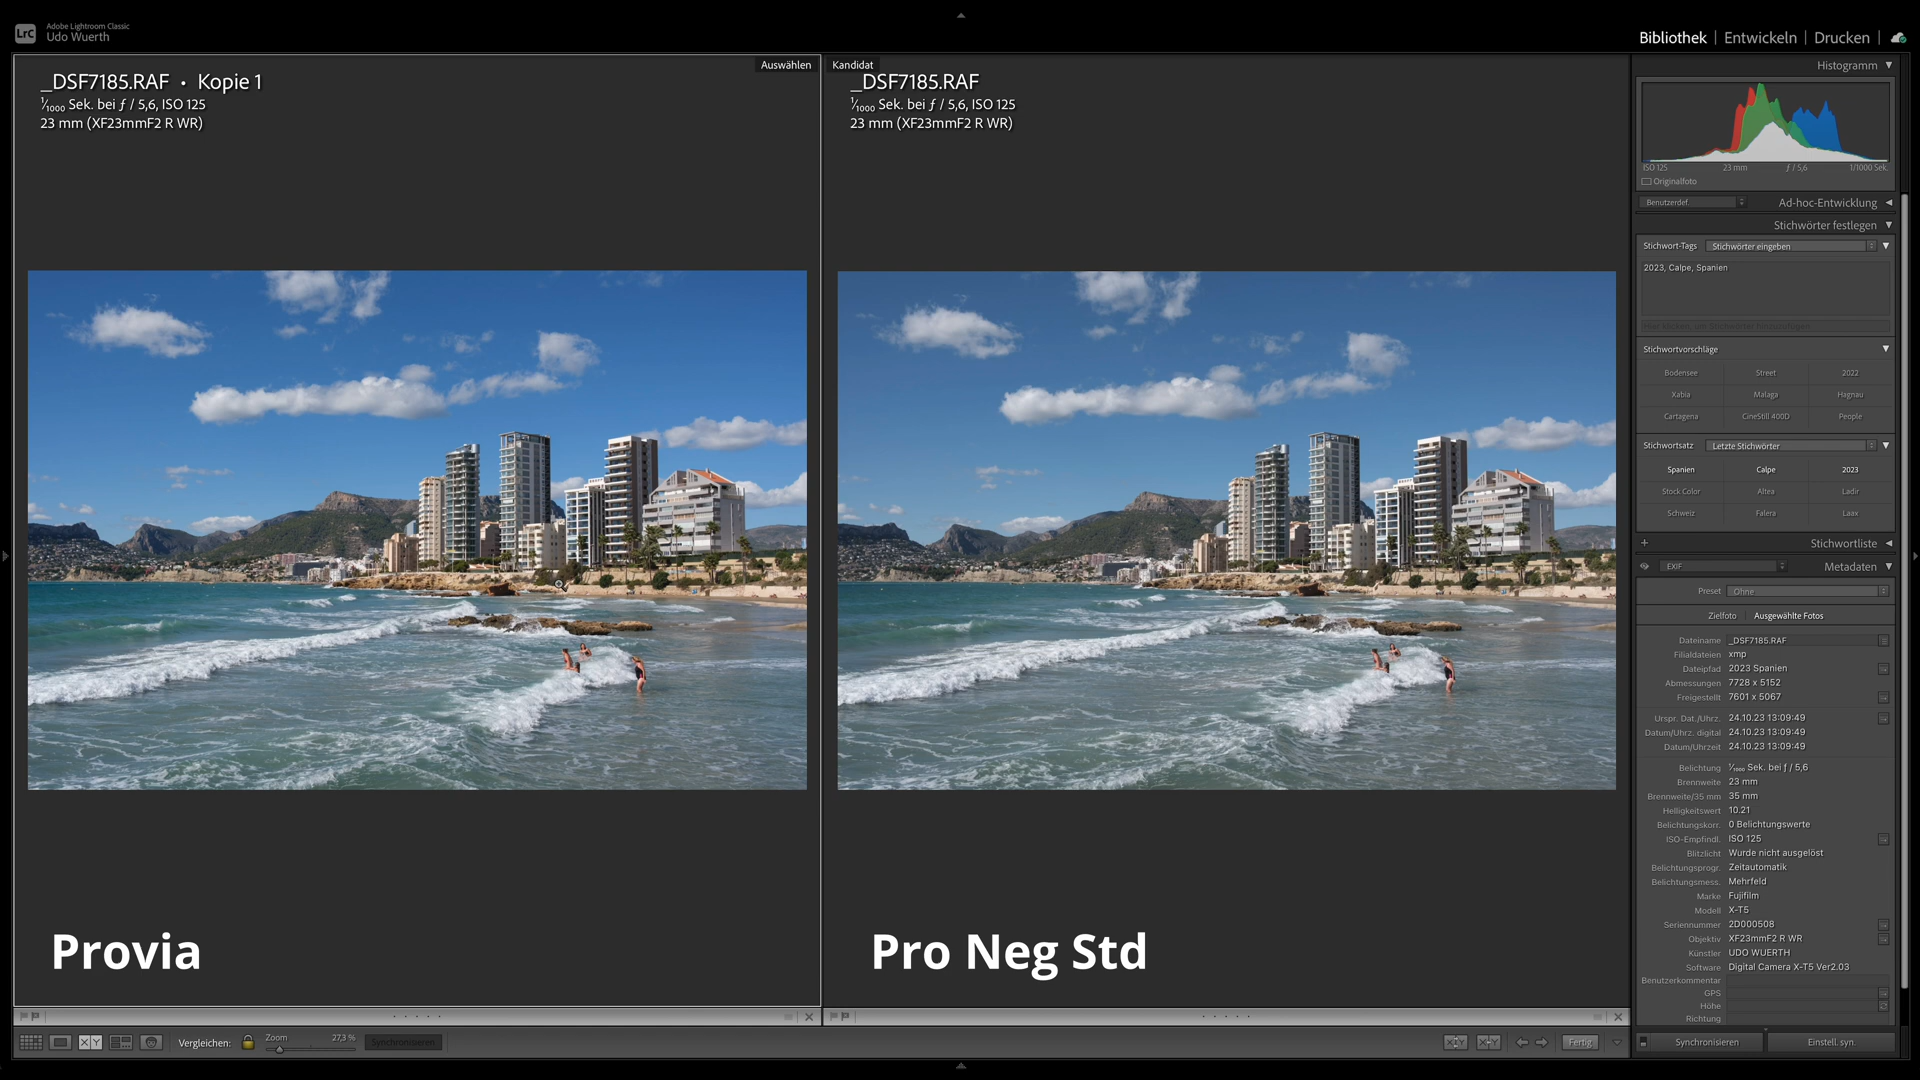 LrC
Adobe Lightroom Classic
Udo Wuerth
Bibliothek | Entwickeln | Drucken |
Auswählen
_DSF7185.RAF • Kopie 1
1/1000 Sek. bei ƒ / 5,6, ISO 125
23 mm (XF23mmF2 R WR)
Kandidat
_DSF7185.RAF
1/1000 Sek. bei ƒ / 5,6, ISO 125
23 mm (XF23mmF2 R WR)
Provia
Pro Neg Std
Histogramm
ISO 125 23 mm ƒ / 5,6 1/1000 Sek.
Originalfoto
Benutzerdef. Ad-hoc-Entwicklung
Stichwörter festlegen
Stichwort-Tags Stichwörter eingeben
2023, Calpe, Spanien
Hier klicken, um Stichwörter hinzuzufügen
Stichwortvorschläge
Bodensee Street 2022
Xabia Malaga Hagnau
Cartagena CineStill 400D People
Stichwortsatz Letzte Stichwörter
Spanien Calpe 2023
Stock Color Altea Ladir
Schweiz Falera Laax
+ Stichwortliste
EXIF Metadaten
Preset Ohne
Zielfoto | Ausgewählte Fotos
Dateiname _DSF7185.RAF
Filialdateien xmp
Dateipfad 2023 Spanien
Abmessungen 7728 x 5152
Freigestellt 7601 x 5067
Urspr. Dat./Uhrz. 24.10.23 13:09:49
Datum/Uhrz. digital 24.10.23 13:09:49
Datum/Uhrzeit 24.10.23 13:09:49
Belichtung 1/1000 Sek. bei ƒ / 5,6
Brennweite 23 mm
Brennweite/35 mm 35 mm
Helligkeitswert 10.21
Belichtungskorr. 0 Belichtungswerte
ISO-Empfindl. ISO 125
Blitzlicht Wurde nicht ausgelöst
Belichtungsprogr. Zeitautomatik
Belichtungsmess. Mehrfeld
Marke Fujifilm
Modell X-T5
Seriennummer 2D000508
Objektiv XF23mmF2 R WR
Künstler UDO WUERTH
Software Digital Camera X-T5 Ver2.03
Benutzerkommentar
GPS
Höhe
Richtung
X|Y Vergleichen: Zoom 27,3 % Synchronisieren
Fertig
Synchronisieren Einstell. syn.